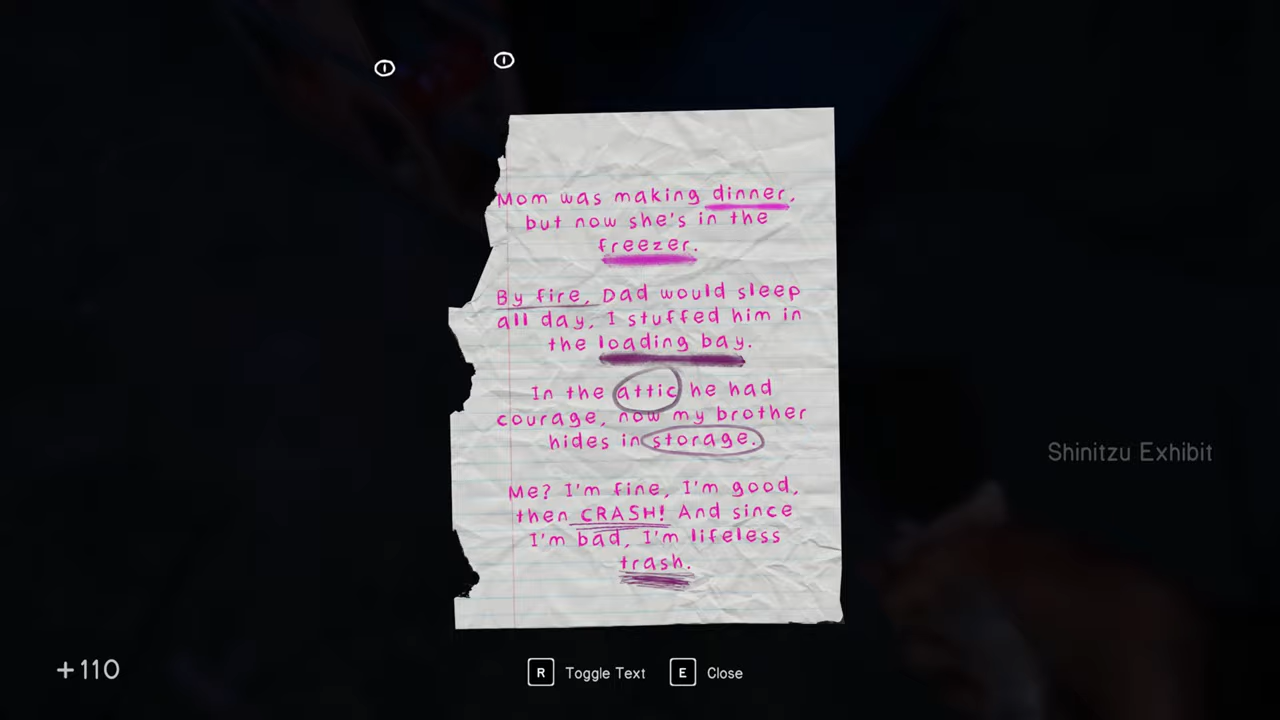 Mom was making dinner,
but now she's in the
freezer.
By fire, Dad would sleep
all day, I stuffed him in
the loading bay.
In the attic he had
courage, now my brother
hides in storage.
Me? I'm fine, I'm good,
then CRASH! And since
I'm bad, I'm lifeless
trash.
Shinitzu Exhibit
+110
R Toggle Text E Close